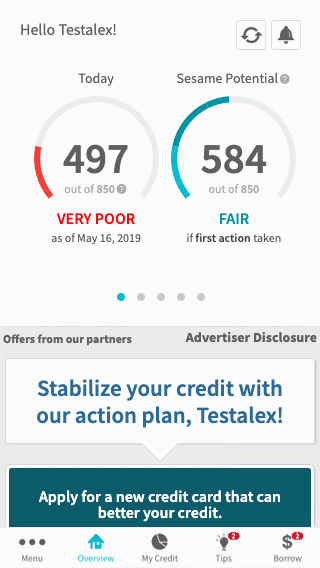 Hello Testalex!
Today
Sesame Potential ?
497
584
out of 850 ?
out of 850
VERY POOR
FAIR
as of May 16, 2019
if first action taken
Offers from our partners
Advertiser Disclosure
Stabilize your credit with
our action plan, Testalex!
Apply for a new credit card that can
better your credit.
2
$ 2
Menu
Overview
My Credit
Tips
Borrow